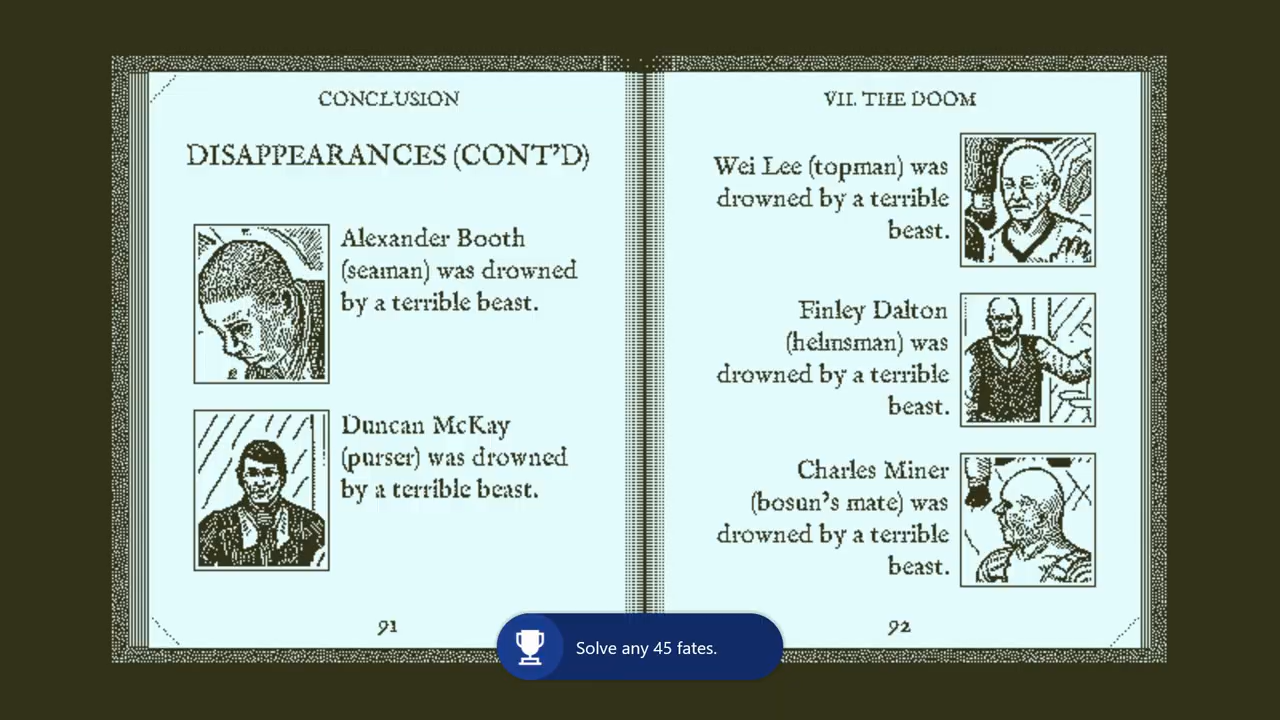 CONCLUSION
DISAPPEARANCES (CONT'D)
Alexander Booth
(seaman) was drowned
by a terrible beast.
Duncan McKay
(purser) was drowned
by a terrible beast.
91
VII. THE DOOM
Wei Lee (topman) was
drowned by a terrible
beast.
Finley Dalton
(helmsman) was
drowned by a terrible
beast.
Charles Miner
(bosun's mate) was
drowned by a terrible
beast.
92
Solve any 45 fates.